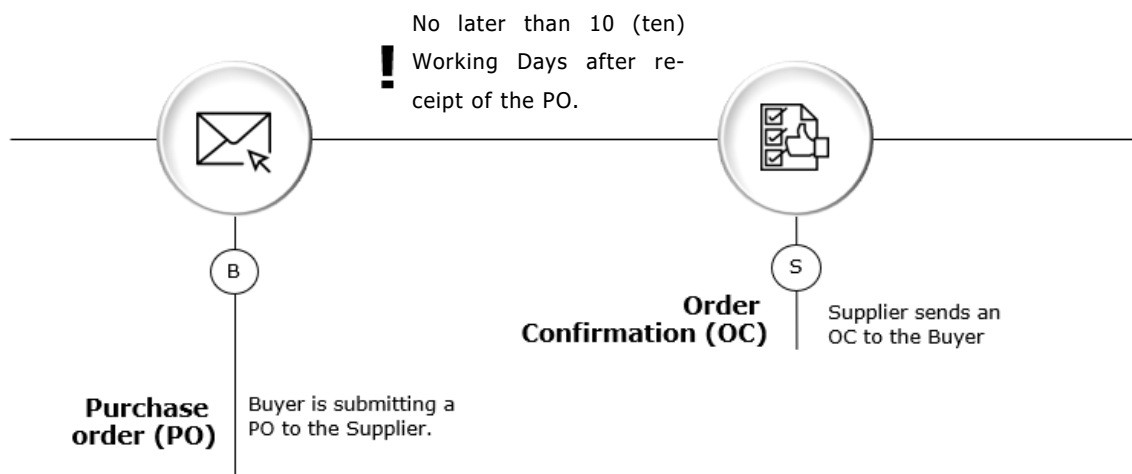 No later than 10 (ten)
! Working Days after re-
ceipt of the PO.
B
S
Order
Confirmation (OC)
Supplier sends an
OC to the Buyer
Purchase
order (PO)
Buyer is submitting a
PO to the Supplier.